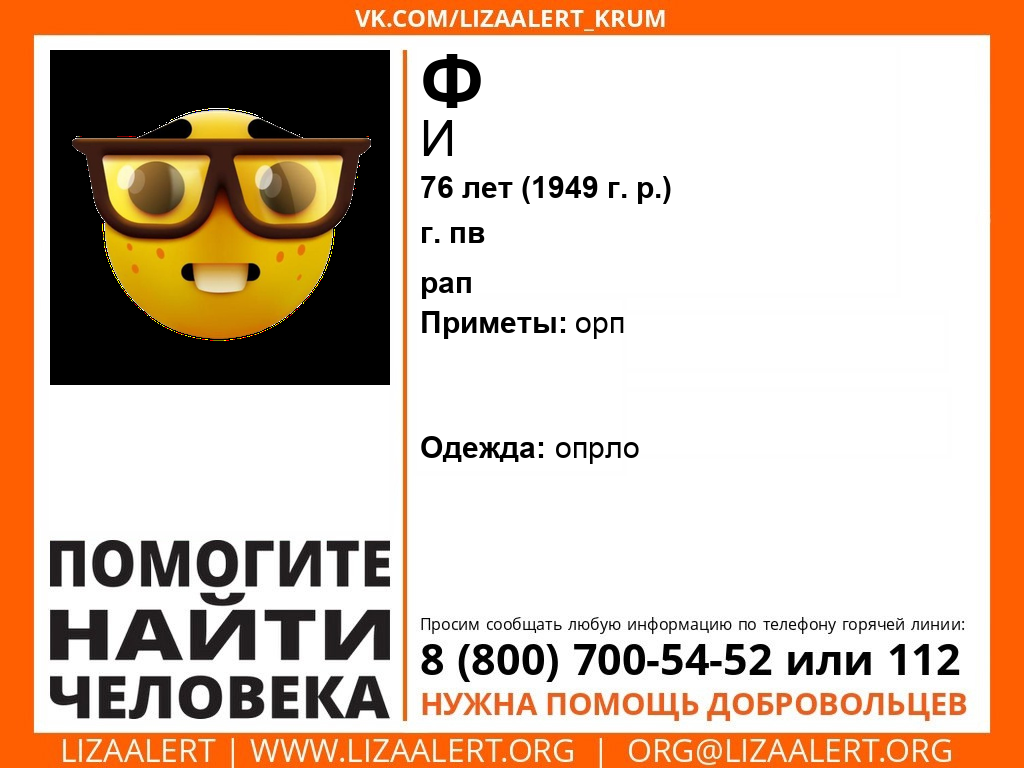 VK.COM/LIZAALERT_KRUM
Ф
И
76 лет (1949 г. р.)
г. пв
рап
Приметы: орп
Одежда: опрло
ПОМОГИТЕ
НАЙТИ
ЧЕЛОВЕКА
Просим сообщать любую информацию по телефону горячей линии:
8 (800) 700-54-52 или 112
НУЖНА ПОМОЩЬ ДОБРОВОЛЬЦЕВ
LIZAALERT | WWW.LIZAALERT.ORG | ORG@LIZAALERT.ORG